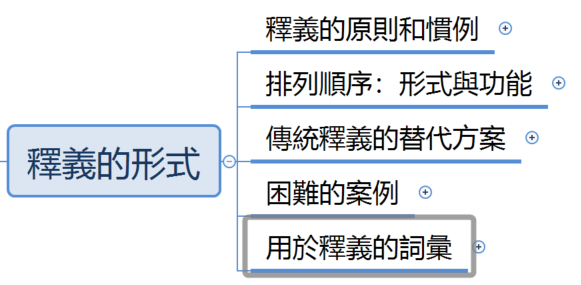 釋義的形式
釋義的原則和慣例
排列順序：形式與功能
傳統釋義的替代方案
困難的案例
用於釋義的詞彙